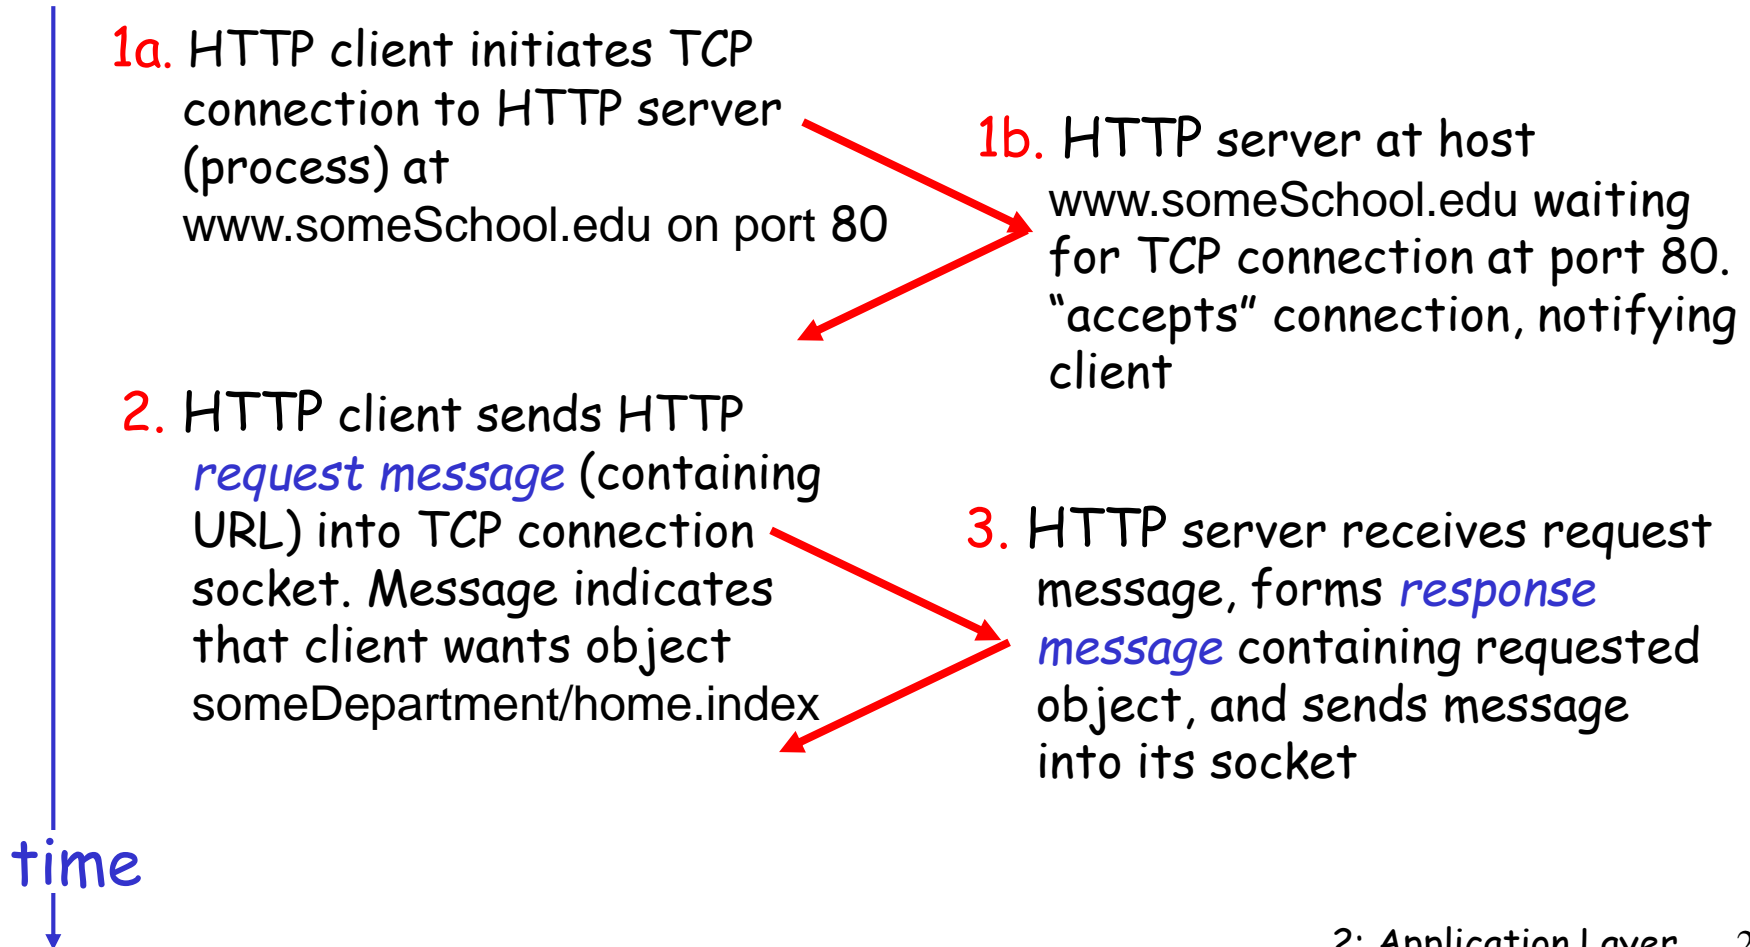 1a. HTTP client initiates TCP
connection to HTTP server
(process) at
www.someSchool.edu on port 80
1b. HTTP server at host
www.someSchool.edu waiting
for TCP connection at port 80.
“accepts” connection, notifying
client
2. HTTP client sends HTTP
request message (containing
URL) into TCP connection
socket. Message indicates
that client wants object
someDepartment/home.index
3. HTTP server receives request
message, forms response
message containing requested
object, and sends message
into its socket
time
2: Application Layer